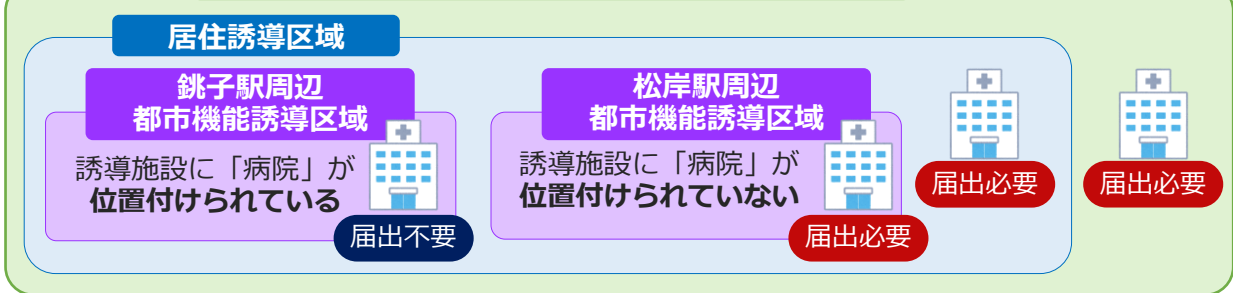 居住誘導区域
銚子駅周辺
都市機能誘導区域
誘導施設に「病院」が
位置付けられている
届出不要
松岸駅周辺
都市機能誘導区域
誘導施設に「病院」が
位置付けられていない
届出必要
届出必要
届出必要